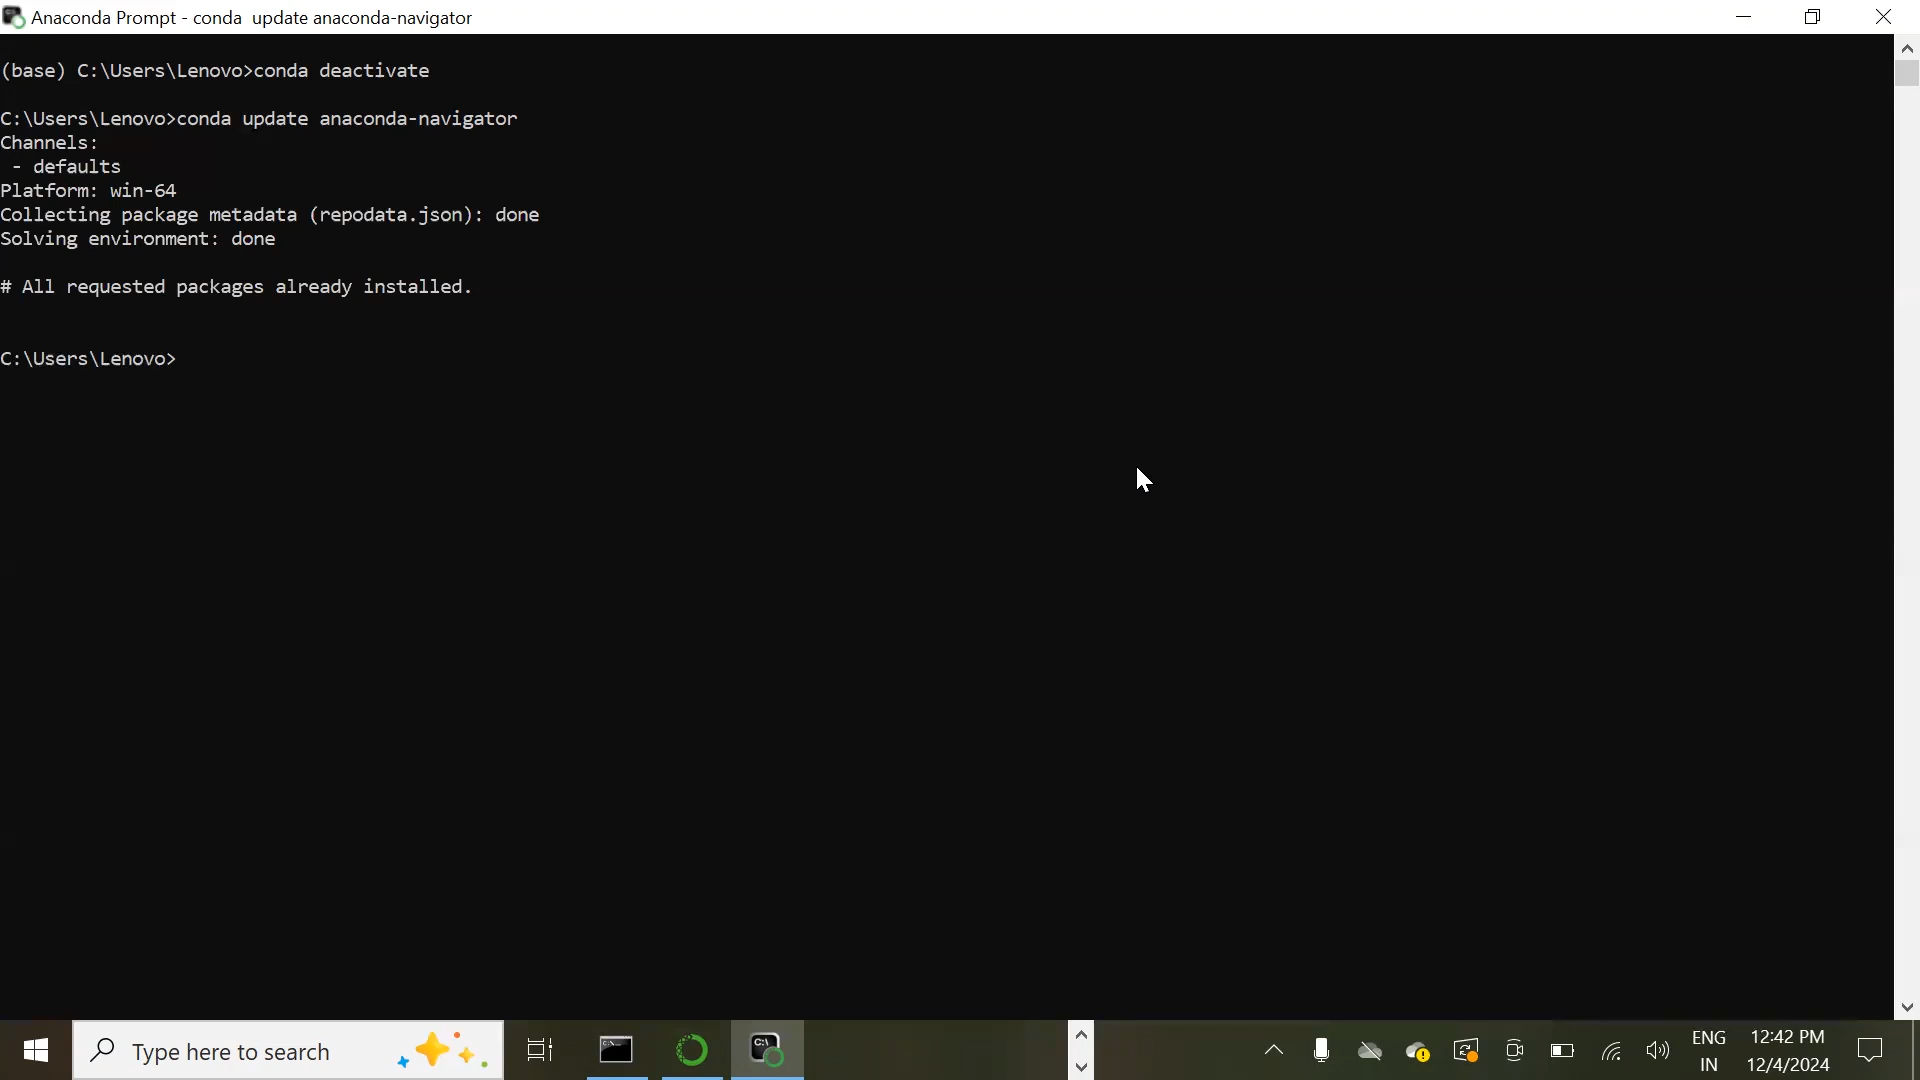 Anaconda Prompt - conda  update anaconda-navigator
(base) C:\Users\Lenovo>conda deactivate
C:\Users\Lenovo>conda update anaconda-navigator
Channels:
 - defaults
Platform: win-64
Collecting package metadata (repodata.json): done
Solving environment: done
# All requested packages already installed.
C:\Users\Lenovo>
Type here to search
ENG
IN
12:42 PM
12/4/2024